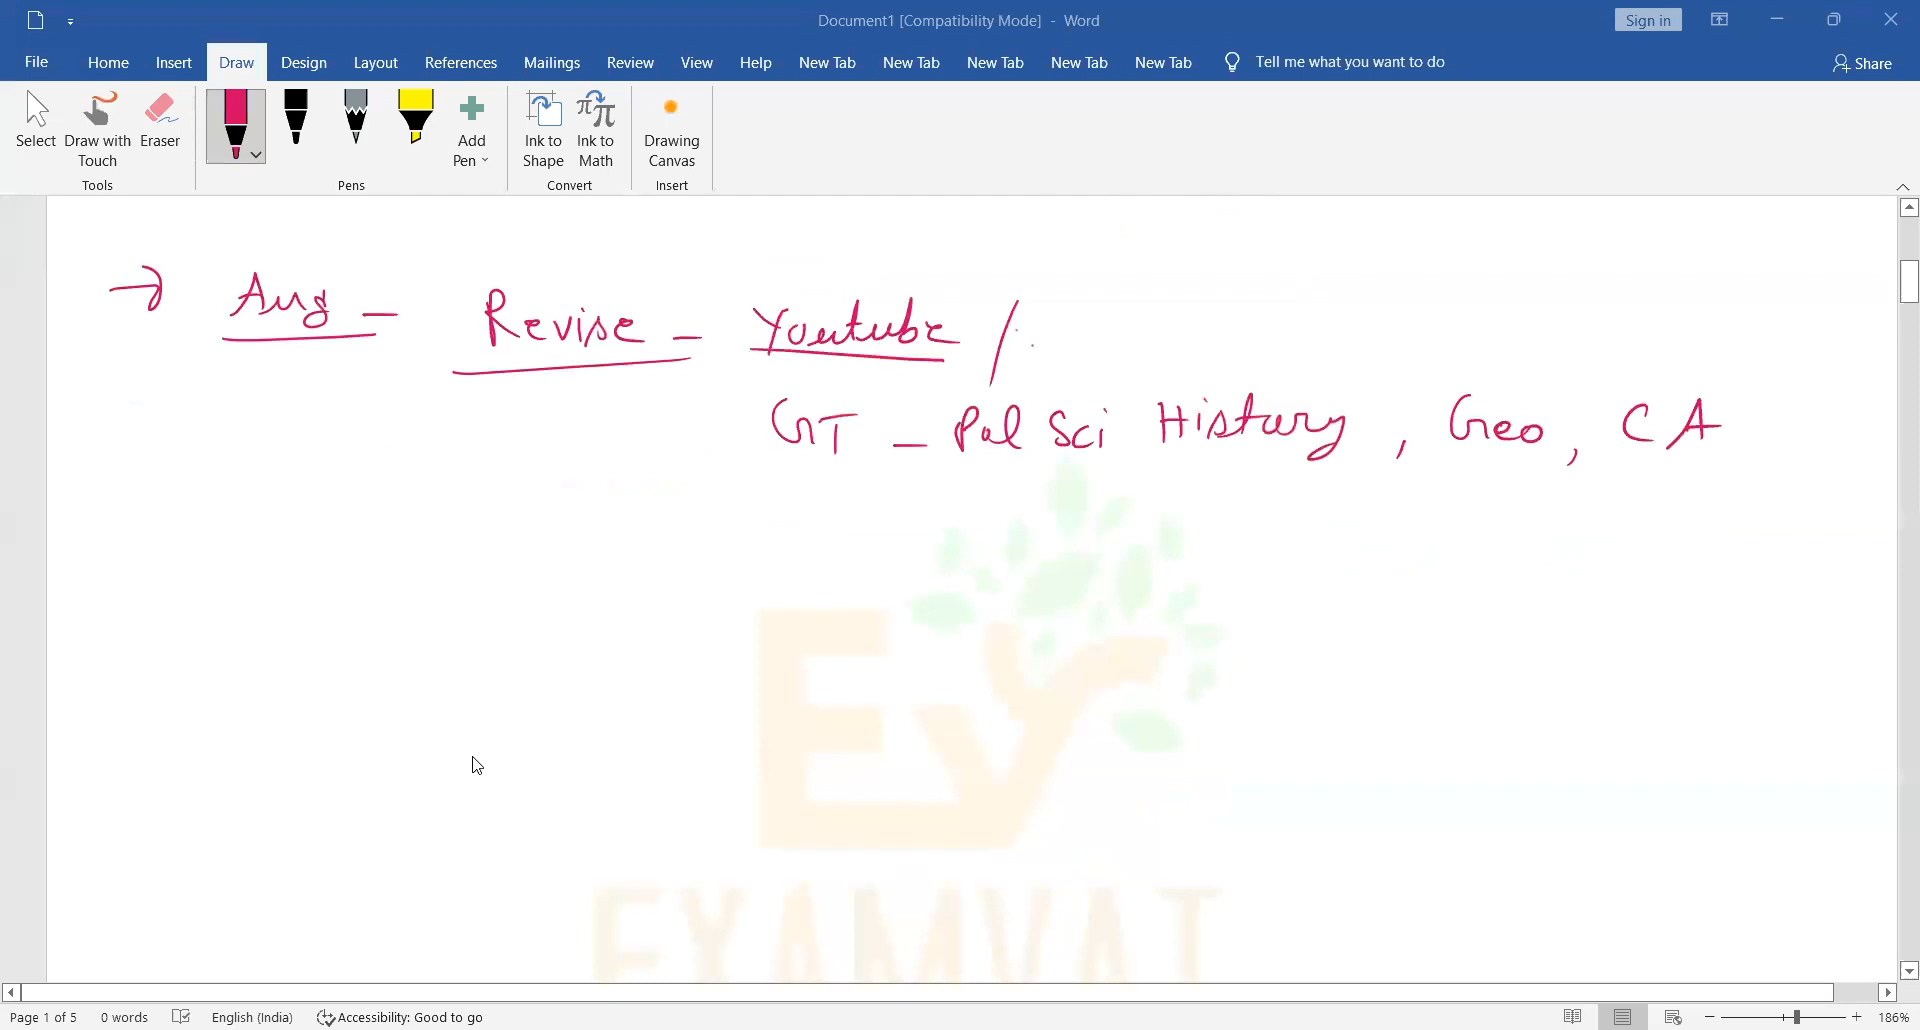 Document1 [Compatibility Mode] - Word
Sign in
File Home Insert Draw Design Layout References Mailings Review View Help New Tab New Tab New Tab New Tab New Tab Tell me what you want to do Share
Select Draw with Touch Eraser Add Pen Ink to Shape Ink to Math Drawing Canvas
Tools Pens Convert Insert
→ Aug - Revise - Youtube /
GT - Pol Sci History, Geo, CA
EV
EXAMVAT
Page 1 of 5 0 words English (India) Accessibility: Good to go 186%